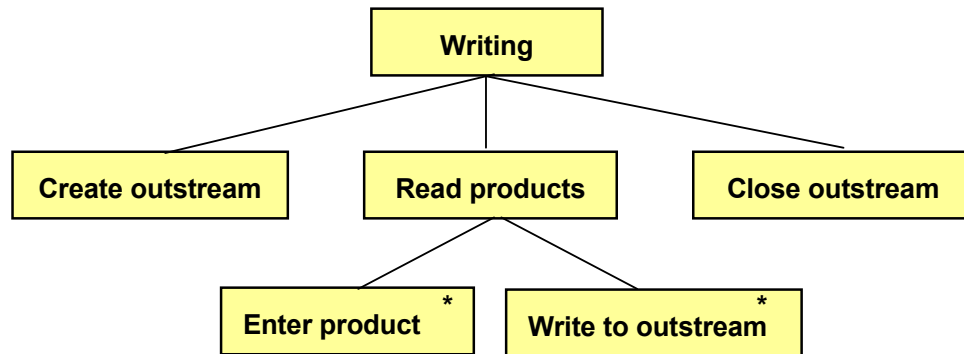 Writing
Create outstream
Read products
Close outstream
Enter product *
Write to outstream *